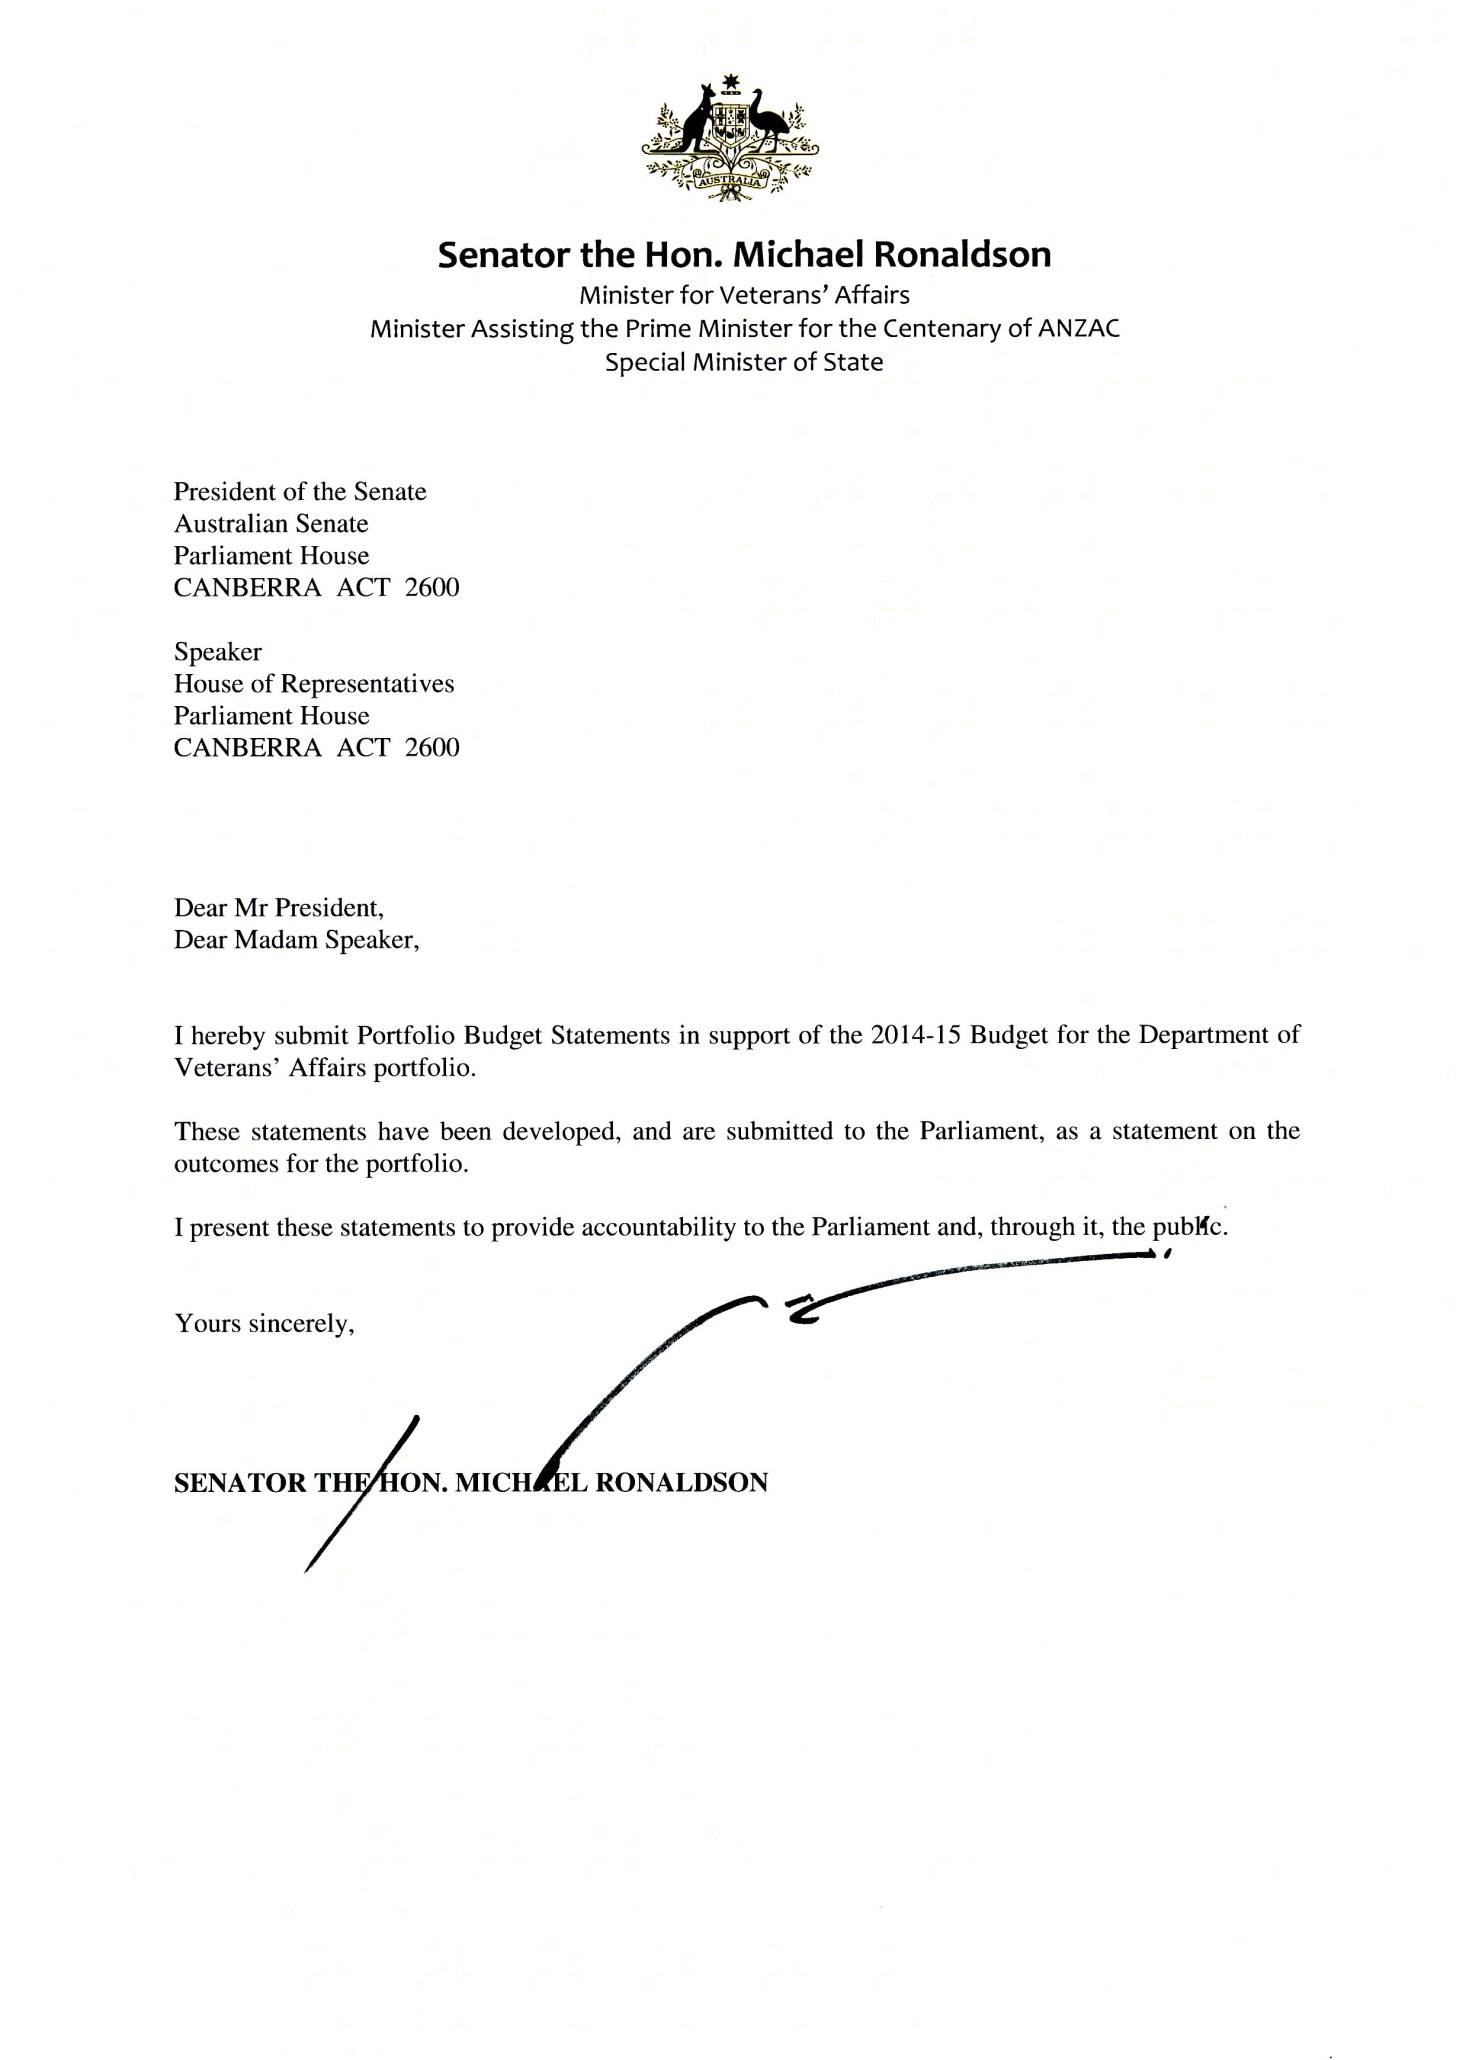 AUSTRALIA
Senator the Hon. Michael Ronaldson
Minister for Veterans' Affairs
Minister Assisting the Prime Minister for the Centenary of ANZAC
Special Minister of State
President of the Senate
Australian Senate
Parliament House
CANBERRA ACT 2600
Speaker
House of Representatives
Parliament House
CANBERRA ACT 2600
Dear Mr President,
Dear Madam Speaker,
I hereby submit Portfolio Budget Statements in support of the 2014-15 Budget for the Department of
Veterans' Affairs portfolio.
These statements have been developed, and are submitted to the Parliament, as a statement on the
outcomes for the portfolio.
I present these statements to provide accountability to the Parliament and, through it, the public.
Yours sincerely,
SENATOR THE HON. MICHAEL RONALDSON